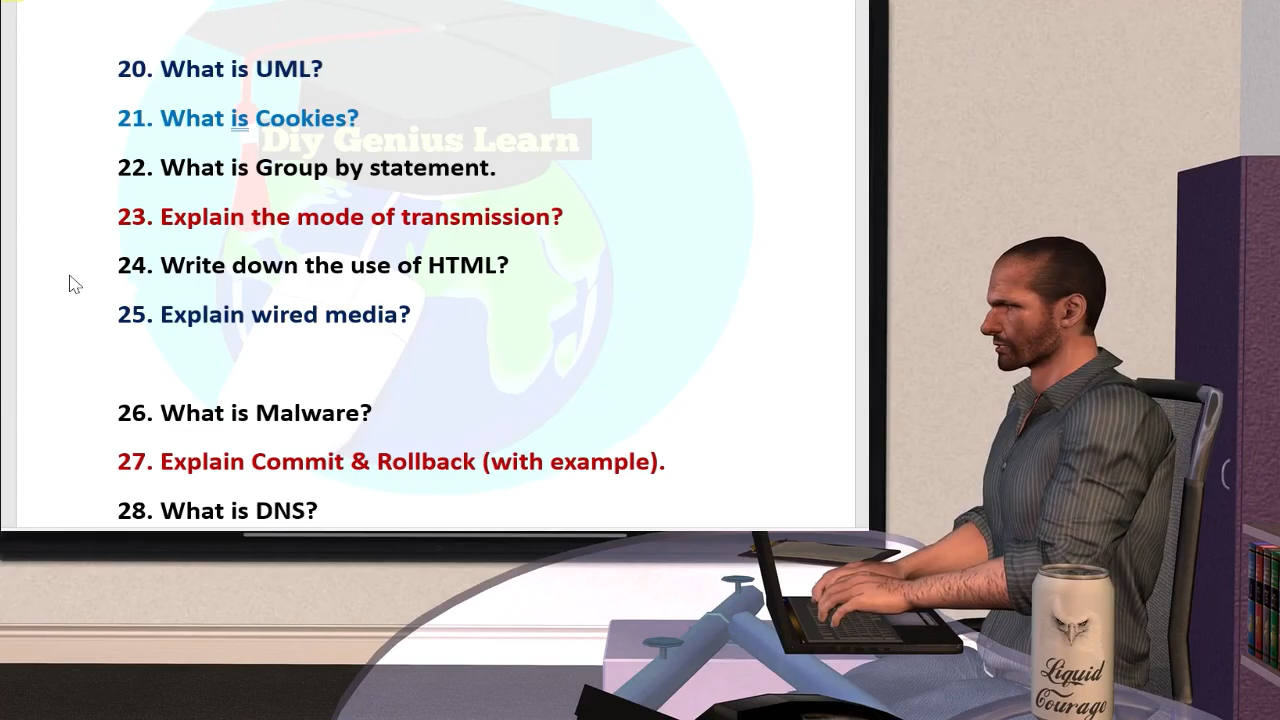 20. What is UML?
21. What is Cookies?
Diy Genius Learn
22. What is Group by statement.
23. Explain the mode of transmission?
24. Write down the use of HTML?
25. Explain wired media?
26. What is Malware?
27. Explain Commit & Rollback (with example).
28. What is DNS?
Liquid
Courage